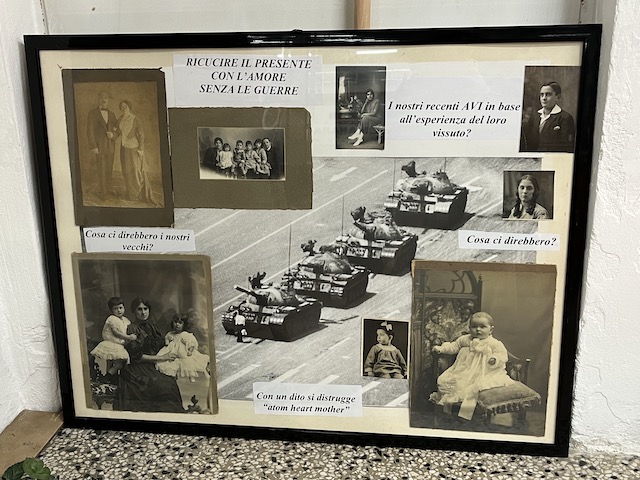 RICUCIRE IL PRESENTE
CON L'AMORE
SENZA LE GUERRE
I nostri recenti AVI in base
all'esperienza del loro
vissuto?
Cosa ci direbbero i nostri
vecchi?
Cosa ci direbbero?
Con un dito si distrugge
"atom heart mother"